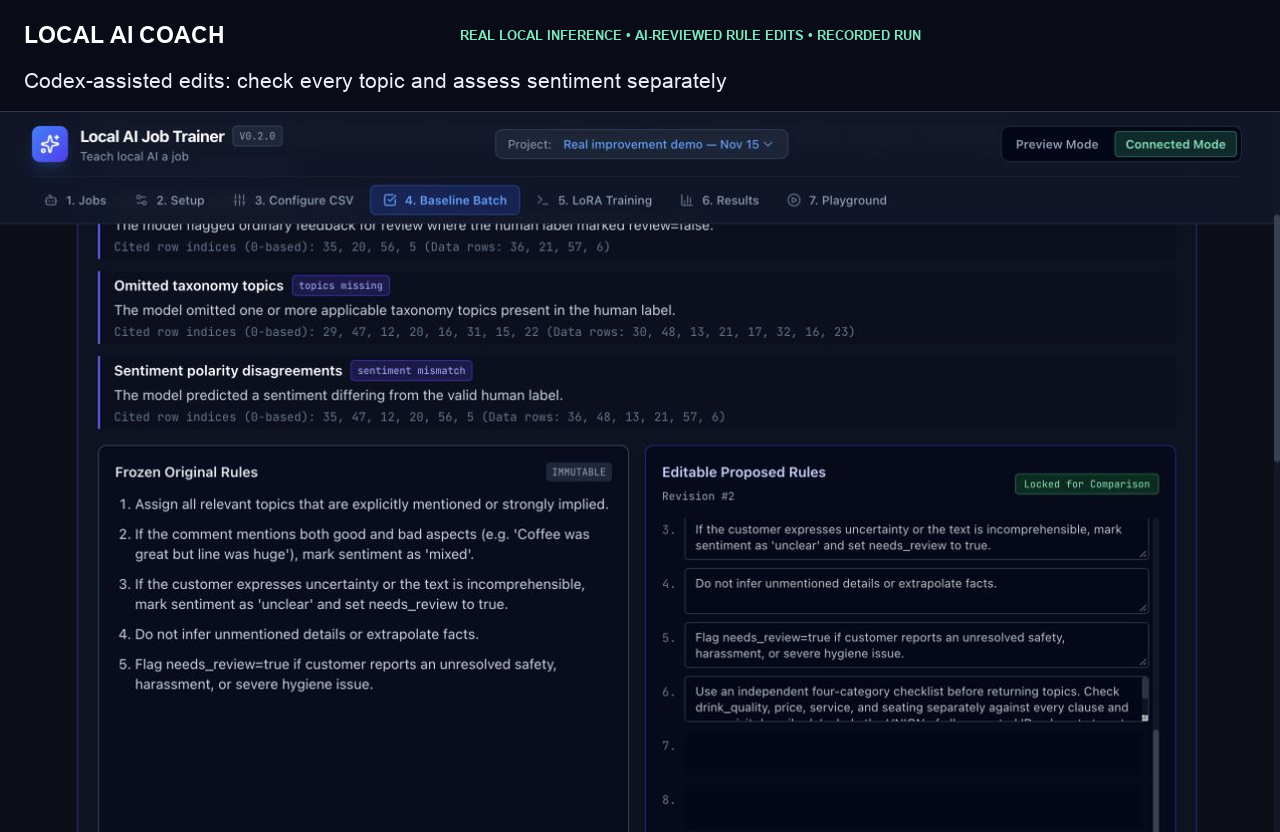 LOCAL AI COACH
REAL LOCAL INFERENCE • AI-REVIEWED RULE EDITS • RECORDED RUN
Codex-assisted edits: check every topic and assess sentiment separately
Local AI Job Trainer V0.2.0
Teach local AI a job
Project: Real improvement demo — Nov 15
Preview Mode Connected Mode
1. Jobs 2. Setup 3. Configure CSV 4. Baseline Batch 5. LoRA Training 6. Results 7. Playground
The model flagged ordinary feedback for review where the human label marked review=false.
Cited row indices (0-based): 35, 20, 56, 5 (Data rows: 36, 21, 57, 6)
Omitted taxonomy topics topics missing
The model omitted one or more applicable taxonomy topics present in the human label.
Cited row indices (0-based): 29, 47, 12, 20, 16, 31, 15, 22 (Data rows: 30, 48, 13, 21, 17, 32, 16, 23)
Sentiment polarity disagreements sentiment mismatch
The model predicted a sentiment differing from the valid human label.
Cited row indices (0-based): 35, 47, 12, 20, 56, 5 (Data rows: 36, 48, 13, 21, 57, 6)
Frozen Original Rules IMMUTABLE
1. Assign all relevant topics that are explicitly mentioned or strongly implied.
2. If the comment mentions both good and bad aspects (e.g. 'Coffee was
great but line was huge'), mark sentiment as 'mixed'.
3. If the customer expresses uncertainty or the text is incomprehensible,
mark sentiment as 'unclear' and set needs_review to true.
4. Do not infer unmentioned details or extrapolate facts.
5. Flag needs_review=true if customer reports an unresolved safety,
harassment, or severe hygiene issue.
Editable Proposed Rules
Revision #2
Locked for Comparison
3. If the customer expresses uncertainty or the text is incomprehensible, mark
sentiment as 'unclear' and set needs_review to true.
4. Do not infer unmentioned details or extrapolate facts.
5. Flag needs_review=true if customer reports an unresolved safety,
harassment, or severe hygiene issue.
6. Use an independent four-category checklist before returning topics. Check
drink_quality, price, service, and seating separately against every clause and
7.
8.